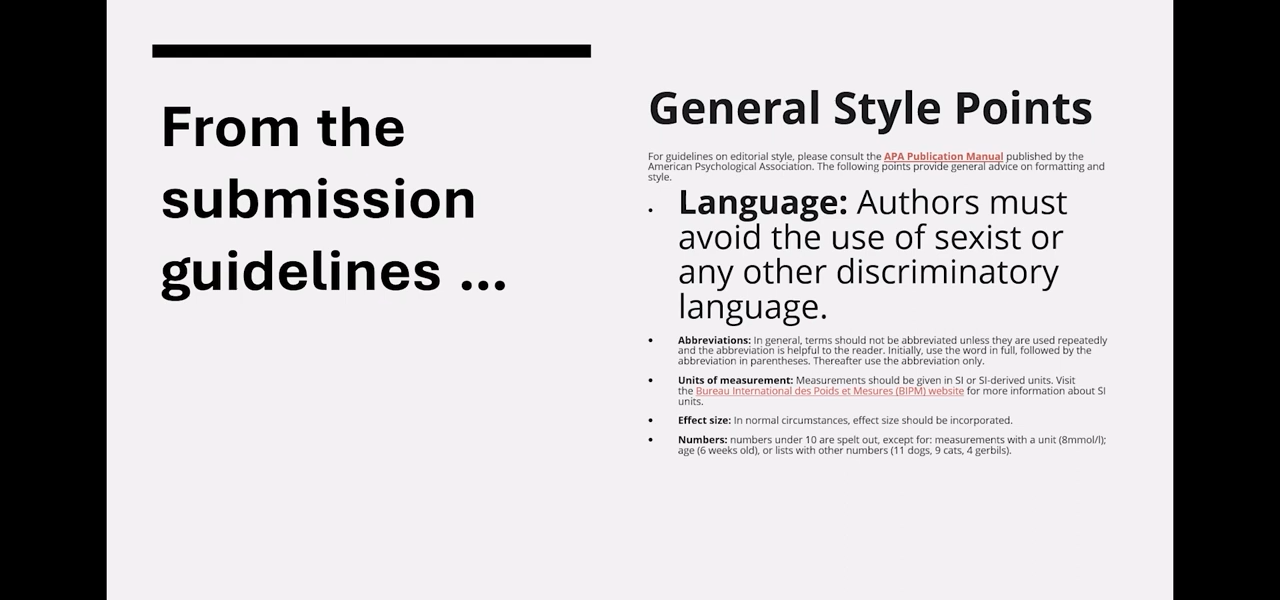 From the
submission
guidelines ...
General Style Points
For guidelines on editorial style, please consult the APA Publication Manual published by the
American Psychological Association. The following points provide general advice on formatting and
style.
• Language: Authors must
avoid the use of sexist or
any other discriminatory
language.
• Abbreviations: In general, terms should not be abbreviated unless they are used repeatedly
and the abbreviation is helpful to the reader. Initially, use the word in full, followed by the
abbreviation in parentheses. Thereafter use the abbreviation only.
• Units of measurement: Measurements should be given in SI or SI-derived units. Visit
the Bureau International des Poids et Mesures (BIPM) website for more information about SI
units.
• Effect size: In normal circumstances, effect size should be incorporated.
• Numbers: numbers under 10 are spelt out, except for: measurements with a unit (8mmol/l);
age (6 weeks old), or lists with other numbers (11 dogs, 9 cats, 4 gerbils).